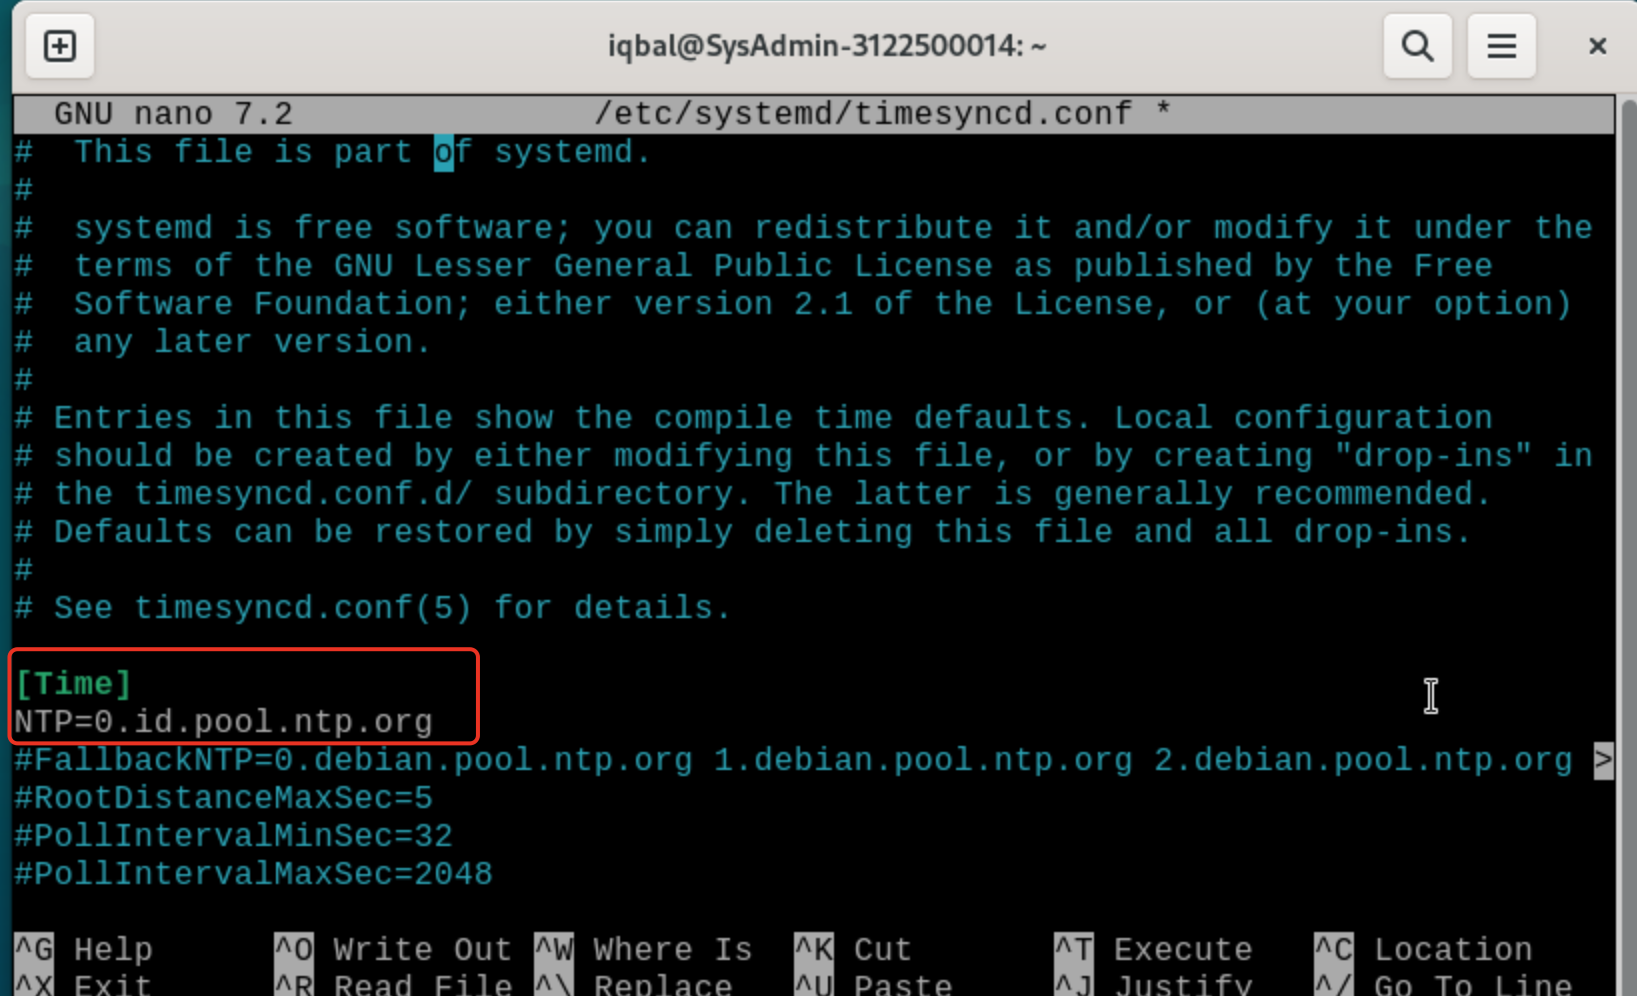 iqbal@SysAdmin-3122500014: ~
GNU nano 7.2 /etc/systemd/timesyncd.conf *
#  This file is part of systemd.
#
#  systemd is free software; you can redistribute it and/or modify it under the
#  terms of the GNU Lesser General Public License as published by the Free
#  Software Foundation; either version 2.1 of the License, or (at your option)
#  any later version.
#
# Entries in this file show the compile time defaults. Local configuration
# should be created by either modifying this file, or by creating "drop-ins" in
# the timesyncd.conf.d/ subdirectory. The latter is generally recommended.
# Defaults can be restored by simply deleting this file and all drop-ins.
#
# See timesyncd.conf(5) for details.
[Time]
NTP=0.id.pool.ntp.org
#FallbackNTP=0.debian.pool.ntp.org 1.debian.pool.ntp.org 2.debian.pool.ntp.org >
#RootDistanceMaxSec=5
#PollIntervalMinSec=32
#PollIntervalMaxSec=2048
^G Help ^O Write Out ^W Where Is ^K Cut ^T Execute ^C Location
^X Exit ^R Read File ^\ Replace ^U Paste ^J Justify ^/ Go To Line